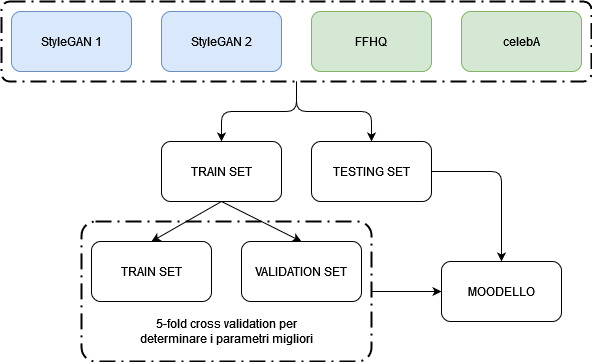 StyleGAN 1
StyleGAN 2
FFHQ
celebA
TRAIN SET
TESTING SET
TRAIN SET
VALIDATION SET
MOODELLO
5-fold cross validation per
determinare i parametri migliori